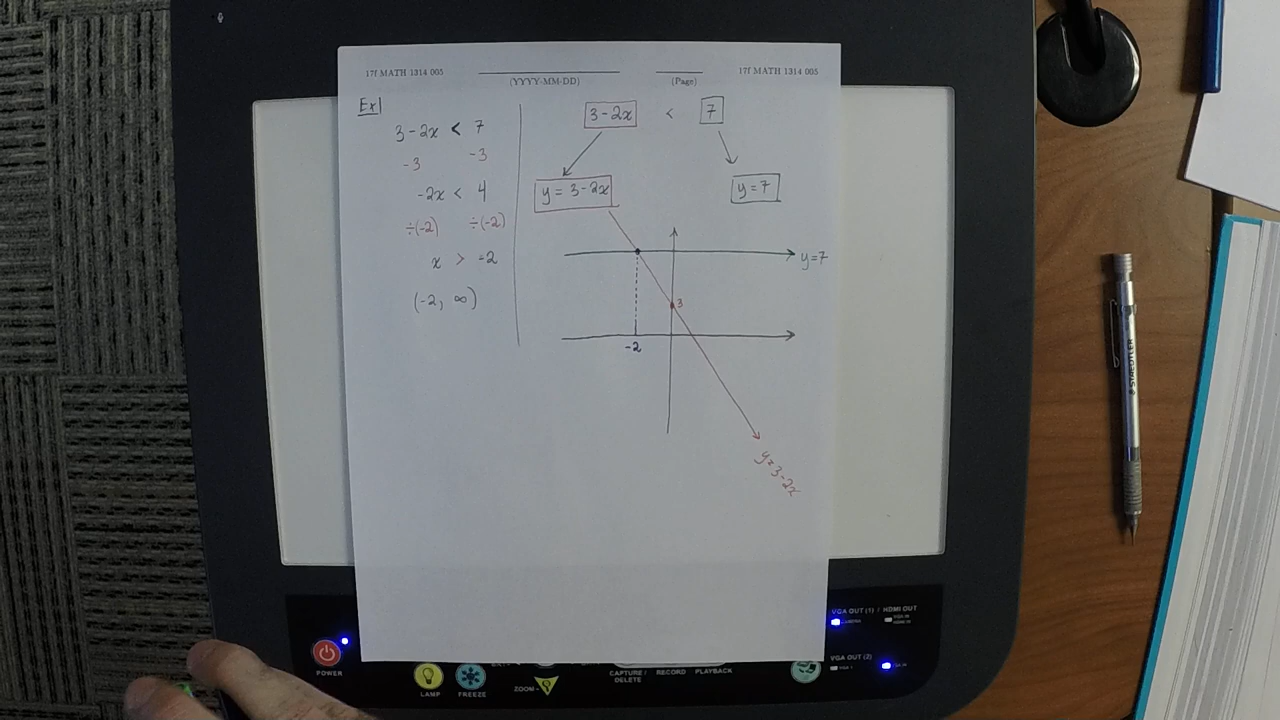 17f MATH 1314 005 (YYYY-MM-DD) (Page) 17f MATH 1314 005
Ex1
3-2x < 7
-3 -3
-2x < 4
÷(-2) ÷(-2)
x > -2
(-2, ∞)
3-2x < 7
y = 3-2x y=7
y=7
3
-2
y=3-2x
STAEDTLER
POWER
LAMP
FREEZE
ZOOM
CAPTURE / DELETE
RECORD
PLAYBACK
VGA OUT (1) / HDMI OUT
VGA OUT (2)